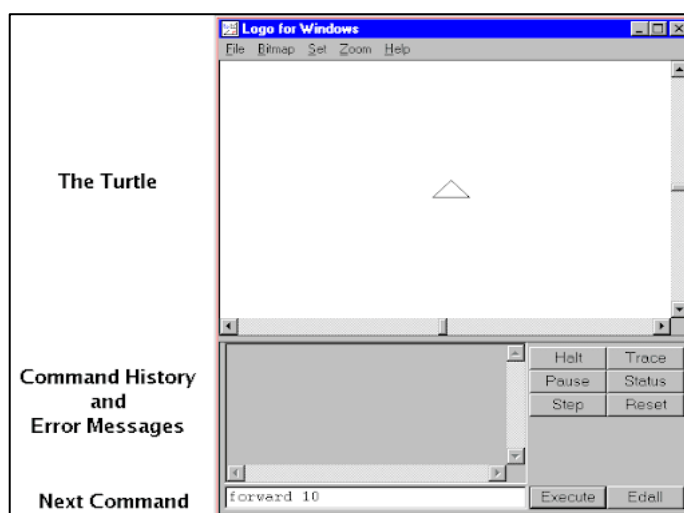 Logo for Windows
File Bitmap Set Zoom Help
The Turtle
Command History
and
Error Messages
Halt Trace
Pause Status
Step Reset
Next Command
forward 10
Execute Edall